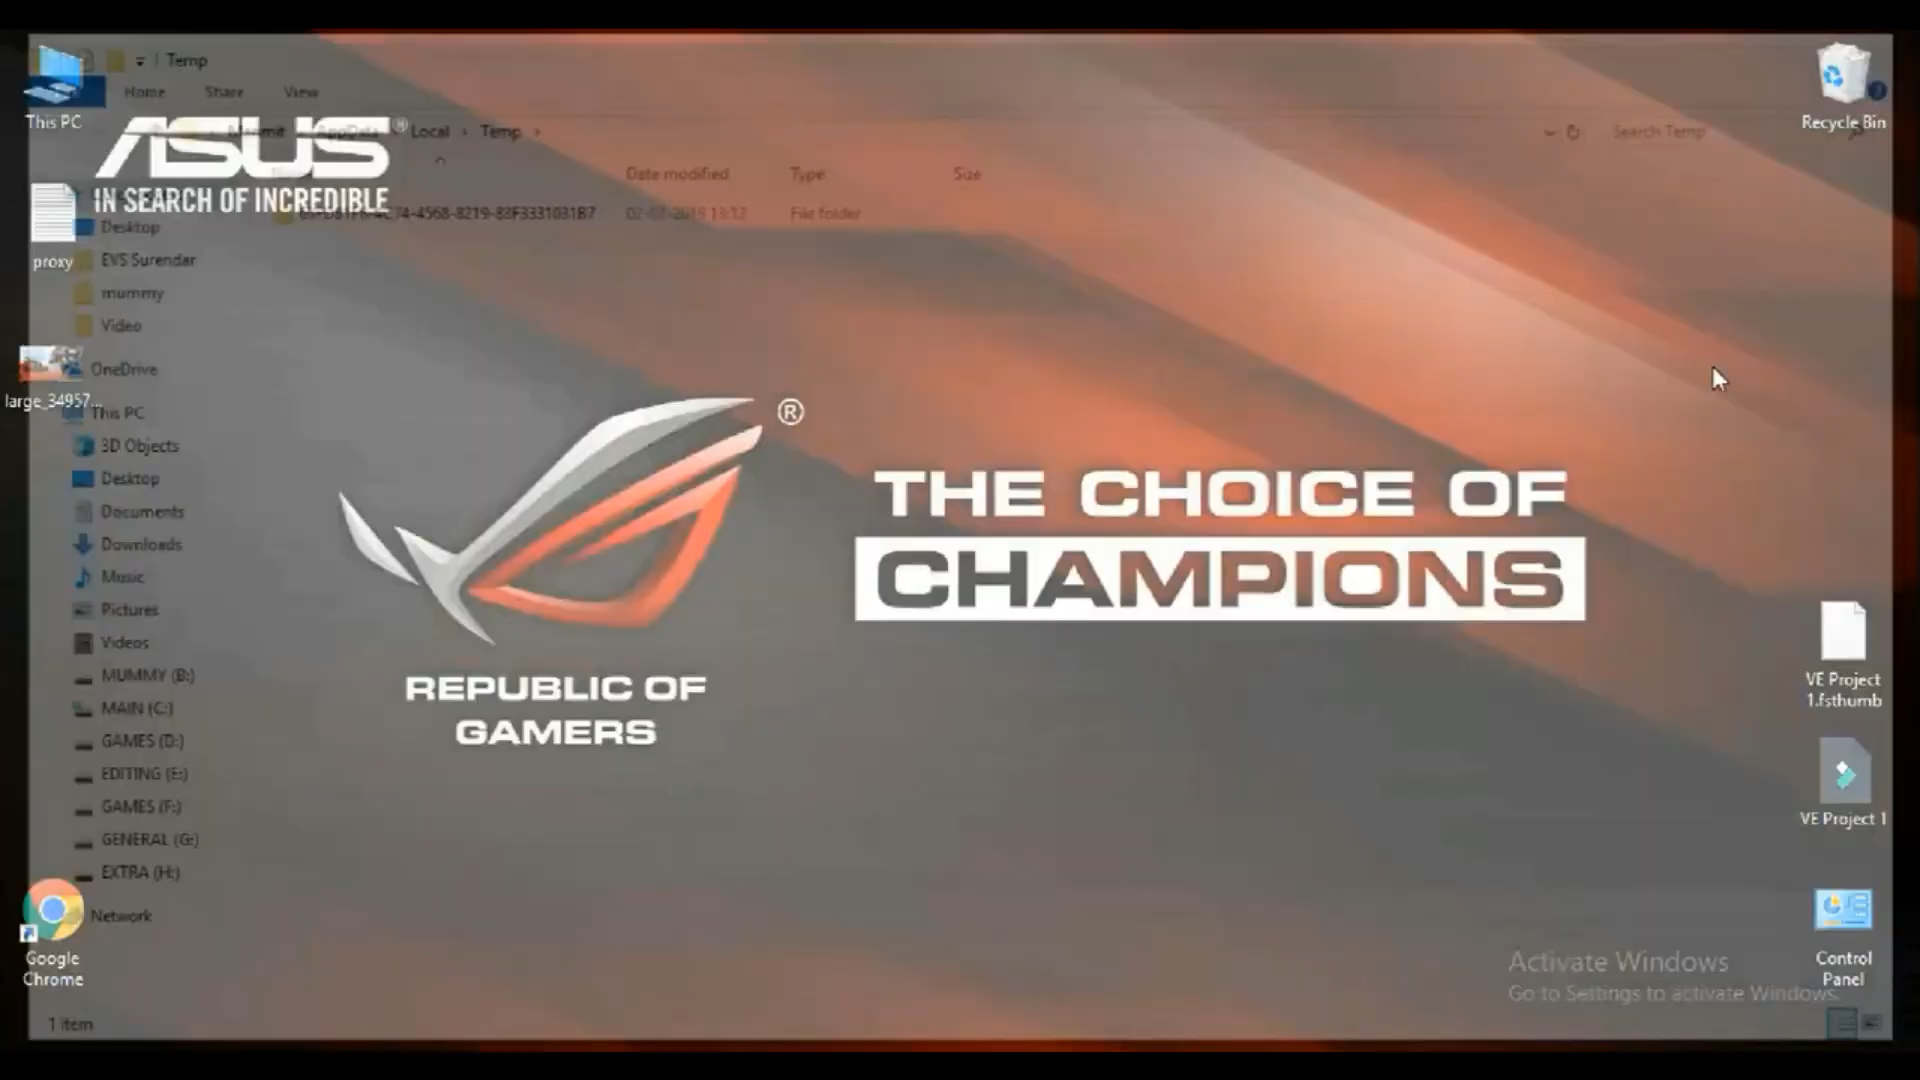 Temp
Home Share View
This PC
Local › Temp ›
Search Temp
Recycle Bin
ASUS®
IN SEARCH OF INCREDIBLE
Date modified Type Size
File folder
Desktop
proxy
EVS Surendar
mummy
Video
OneDrive
large_34957...
This PC
3D Objects
Desktop
Documents
Downloads
Music
Pictures
Videos
MUMMY (B:)
MAIN (C:)
GAMES (D:)
EDITING (E:)
GAMES (F:)
GENERAL (G:)
EXTRA (H:)
Network
Google
Chrome
1 item
®
REPUBLIC OF
GAMERS
THE CHOICE OF
CHAMPIONS
VE Project
1.fsthumb
VE Project 1
Control
Panel
Activate Windows
Go to Settings to activate Windows.